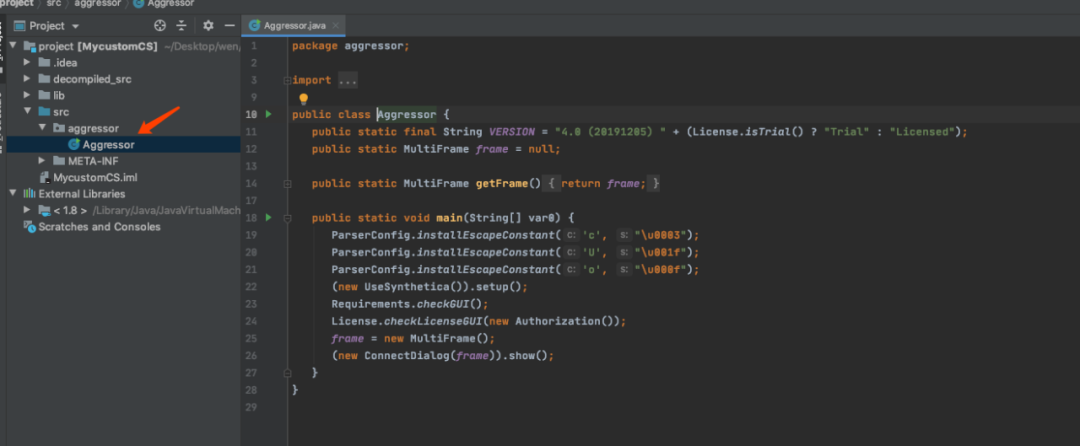 project
src
aggressor
Aggressor
Project
Aggressor.java
project [MycustomCS] ~/Desktop/wen,
.idea
decompiled_src
lib
src
aggressor
Aggressor
META-INF
MycustomCS.iml
External Libraries
< 1.8 > /Library/Java/JavaVirtualMach
Scratches and Consoles
1 package aggressor;
2
3 import ...
9
10 public class Aggressor {
11 public static final String VERSION = "4.0 (20191205) " + (License.isTrial() ? "Trial" : "Licensed");
12 public static MultiFrame frame = null;
13
14 public static MultiFrame getFrame() { return frame; }
17
18 public static void main(String[] var0) {
19 ParserConfig.installEscapeConstant( c: 'c', s: "\u0003");
20 ParserConfig.installEscapeConstant( c: 'U', s: "\u001f");
21 ParserConfig.installEscapeConstant( c: 'o', s: "\u000f");
22 (new UseSynthetica()).setup();
23 Requirements.checkGUI();
24 License.checkLicenseGUI(new Authorization());
25 frame = new MultiFrame();
26 (new ConnectDialog(frame)).show();
27 }
28 }
29